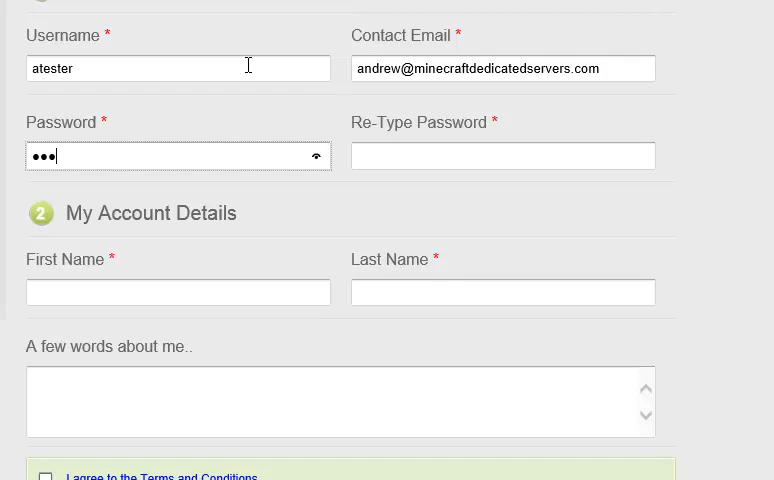 Username * Contact Email *
atester andrew@minecraftdedicatedservers.com
Password * Re-Type Password *
●●●
2 My Account Details
First Name * Last Name *
A few words about me..
I agree to the Terms and Conditions